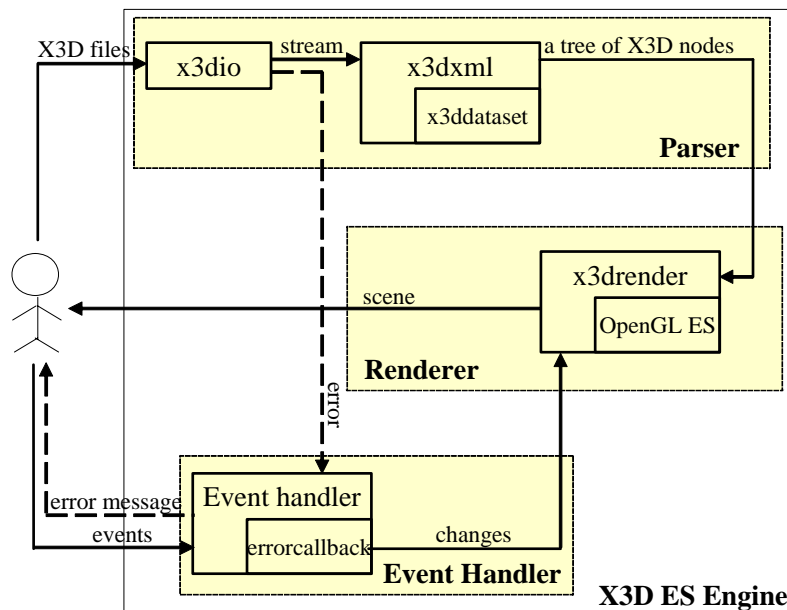 X3D files
x3dio
stream
x3dxml
a tree of X3D nodes
x3ddataset
Parser
x3drender
scene
OpenGL ES
Renderer
error
Event handler
error message
events
errorcallback
changes
Event Handler
X3D ES Engine